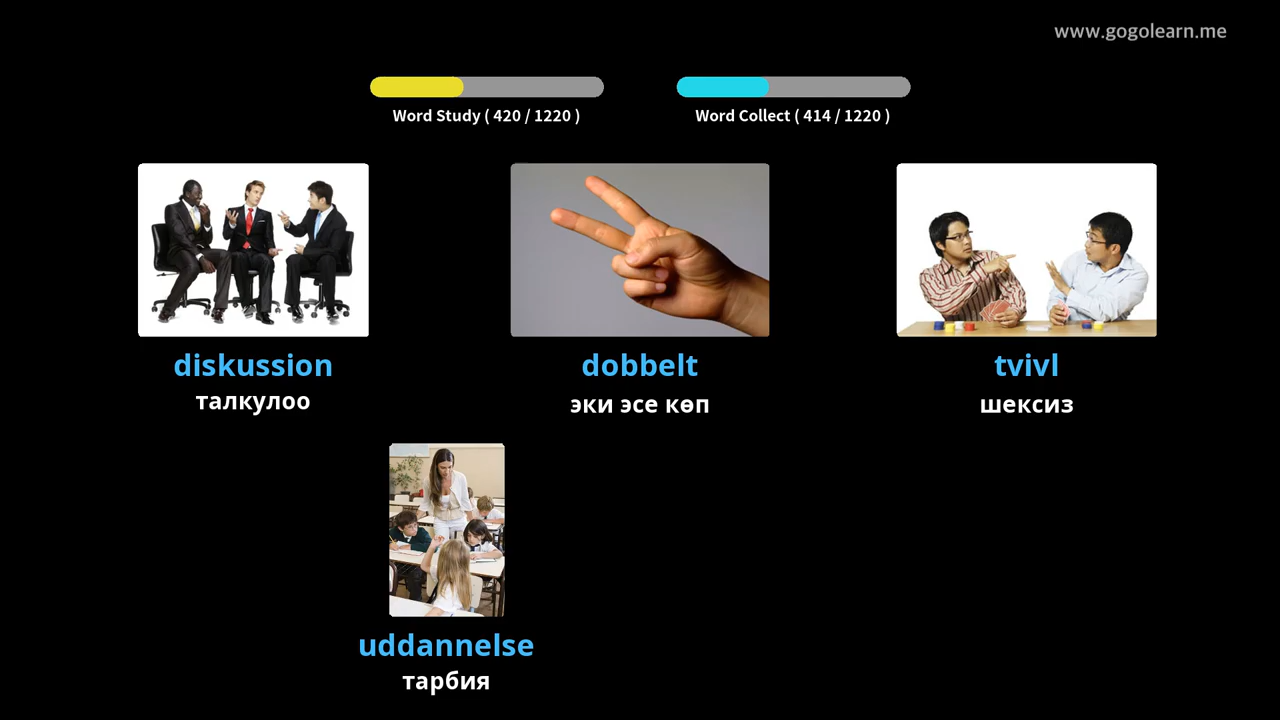 www.gogolearn.me
Word Study ( 420 / 1220 )
Word Collect ( 414 / 1220 )
diskussion
талкулоо
dobbelt
эки эсе көп
tvivl
шексиз
uddannelse
тарбия